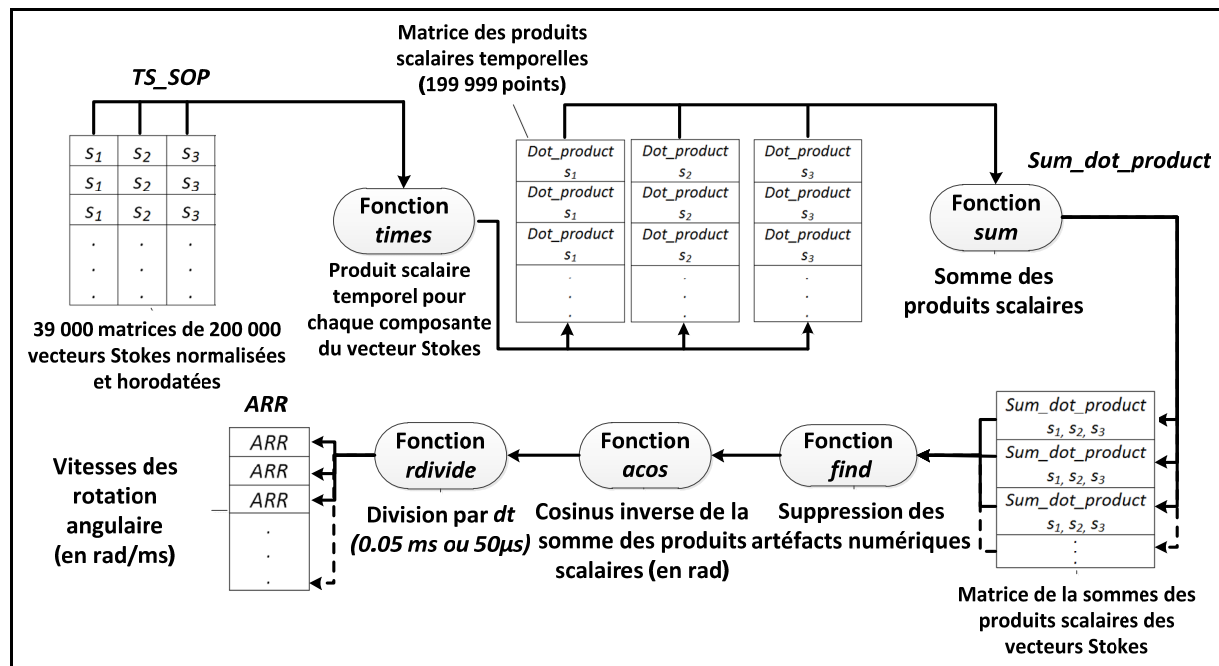 TS_SOP
s1 s2 s3
s1 s2 s3
s1 s2 s3
. . .
. . .
. . .
39 000 matrices de 200 000
vecteurs Stokes normalisées
et horodatées
Fonction
times
Produit scalaire
temporel pour
chaque composante
du vecteur Stokes
Matrice des produits
scalaires temporelles
(199 999 points)
Dot_product Dot_product Dot_product
s1 s2 s3
Dot_product Dot_product Dot_product
s1 s2 s3
Dot_product Dot_product Dot_product
s1 s2 s3
. . .
. . .
. . .
Sum_dot_product
Fonction
sum
Somme des
produits scalaires
Sum_dot_product
s1, s2, s3
Sum_dot_product
s1, s2, s3
Sum_dot_product
s1, s2, s3
.
.
.
Matrice de la sommes des
produits scalaires des
vecteurs Stokes
Fonction
find
Suppression des
artéfacts numériques
Fonction
acos
Cosinus inverse de la
somme des produits
scalaires (en rad)
Fonction
rdivide
Division par dt
(0.05 ms ou 50µs)
ARR
ARR
ARR
ARR
.
.
.
Vitesses des
rotation
angulaire
(en rad/ms)